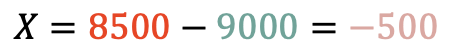 X = 8500 − 9000 = −500